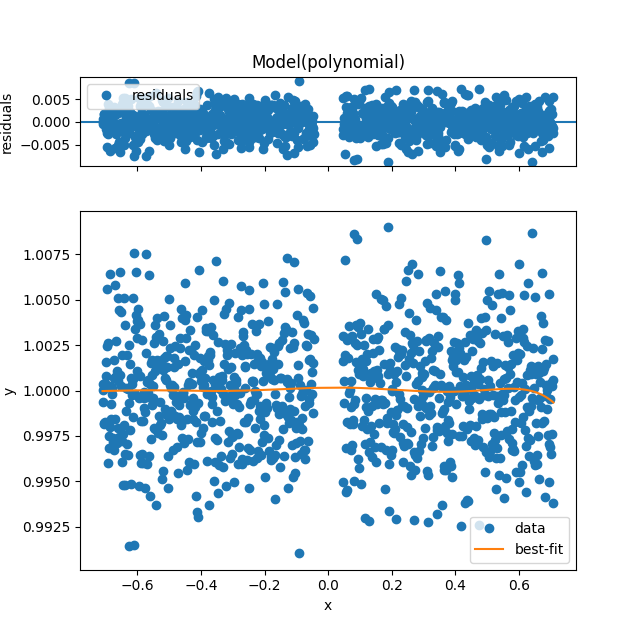 Model(polynomial)
residuals
0.005
0.000
−0.005
residuals
1.0075
1.0050
1.0025
1.0000
0.9975
0.9950
0.9925
y
data
best-fit
−0.6 −0.4 −0.2 0.0 0.2 0.4 0.6
x